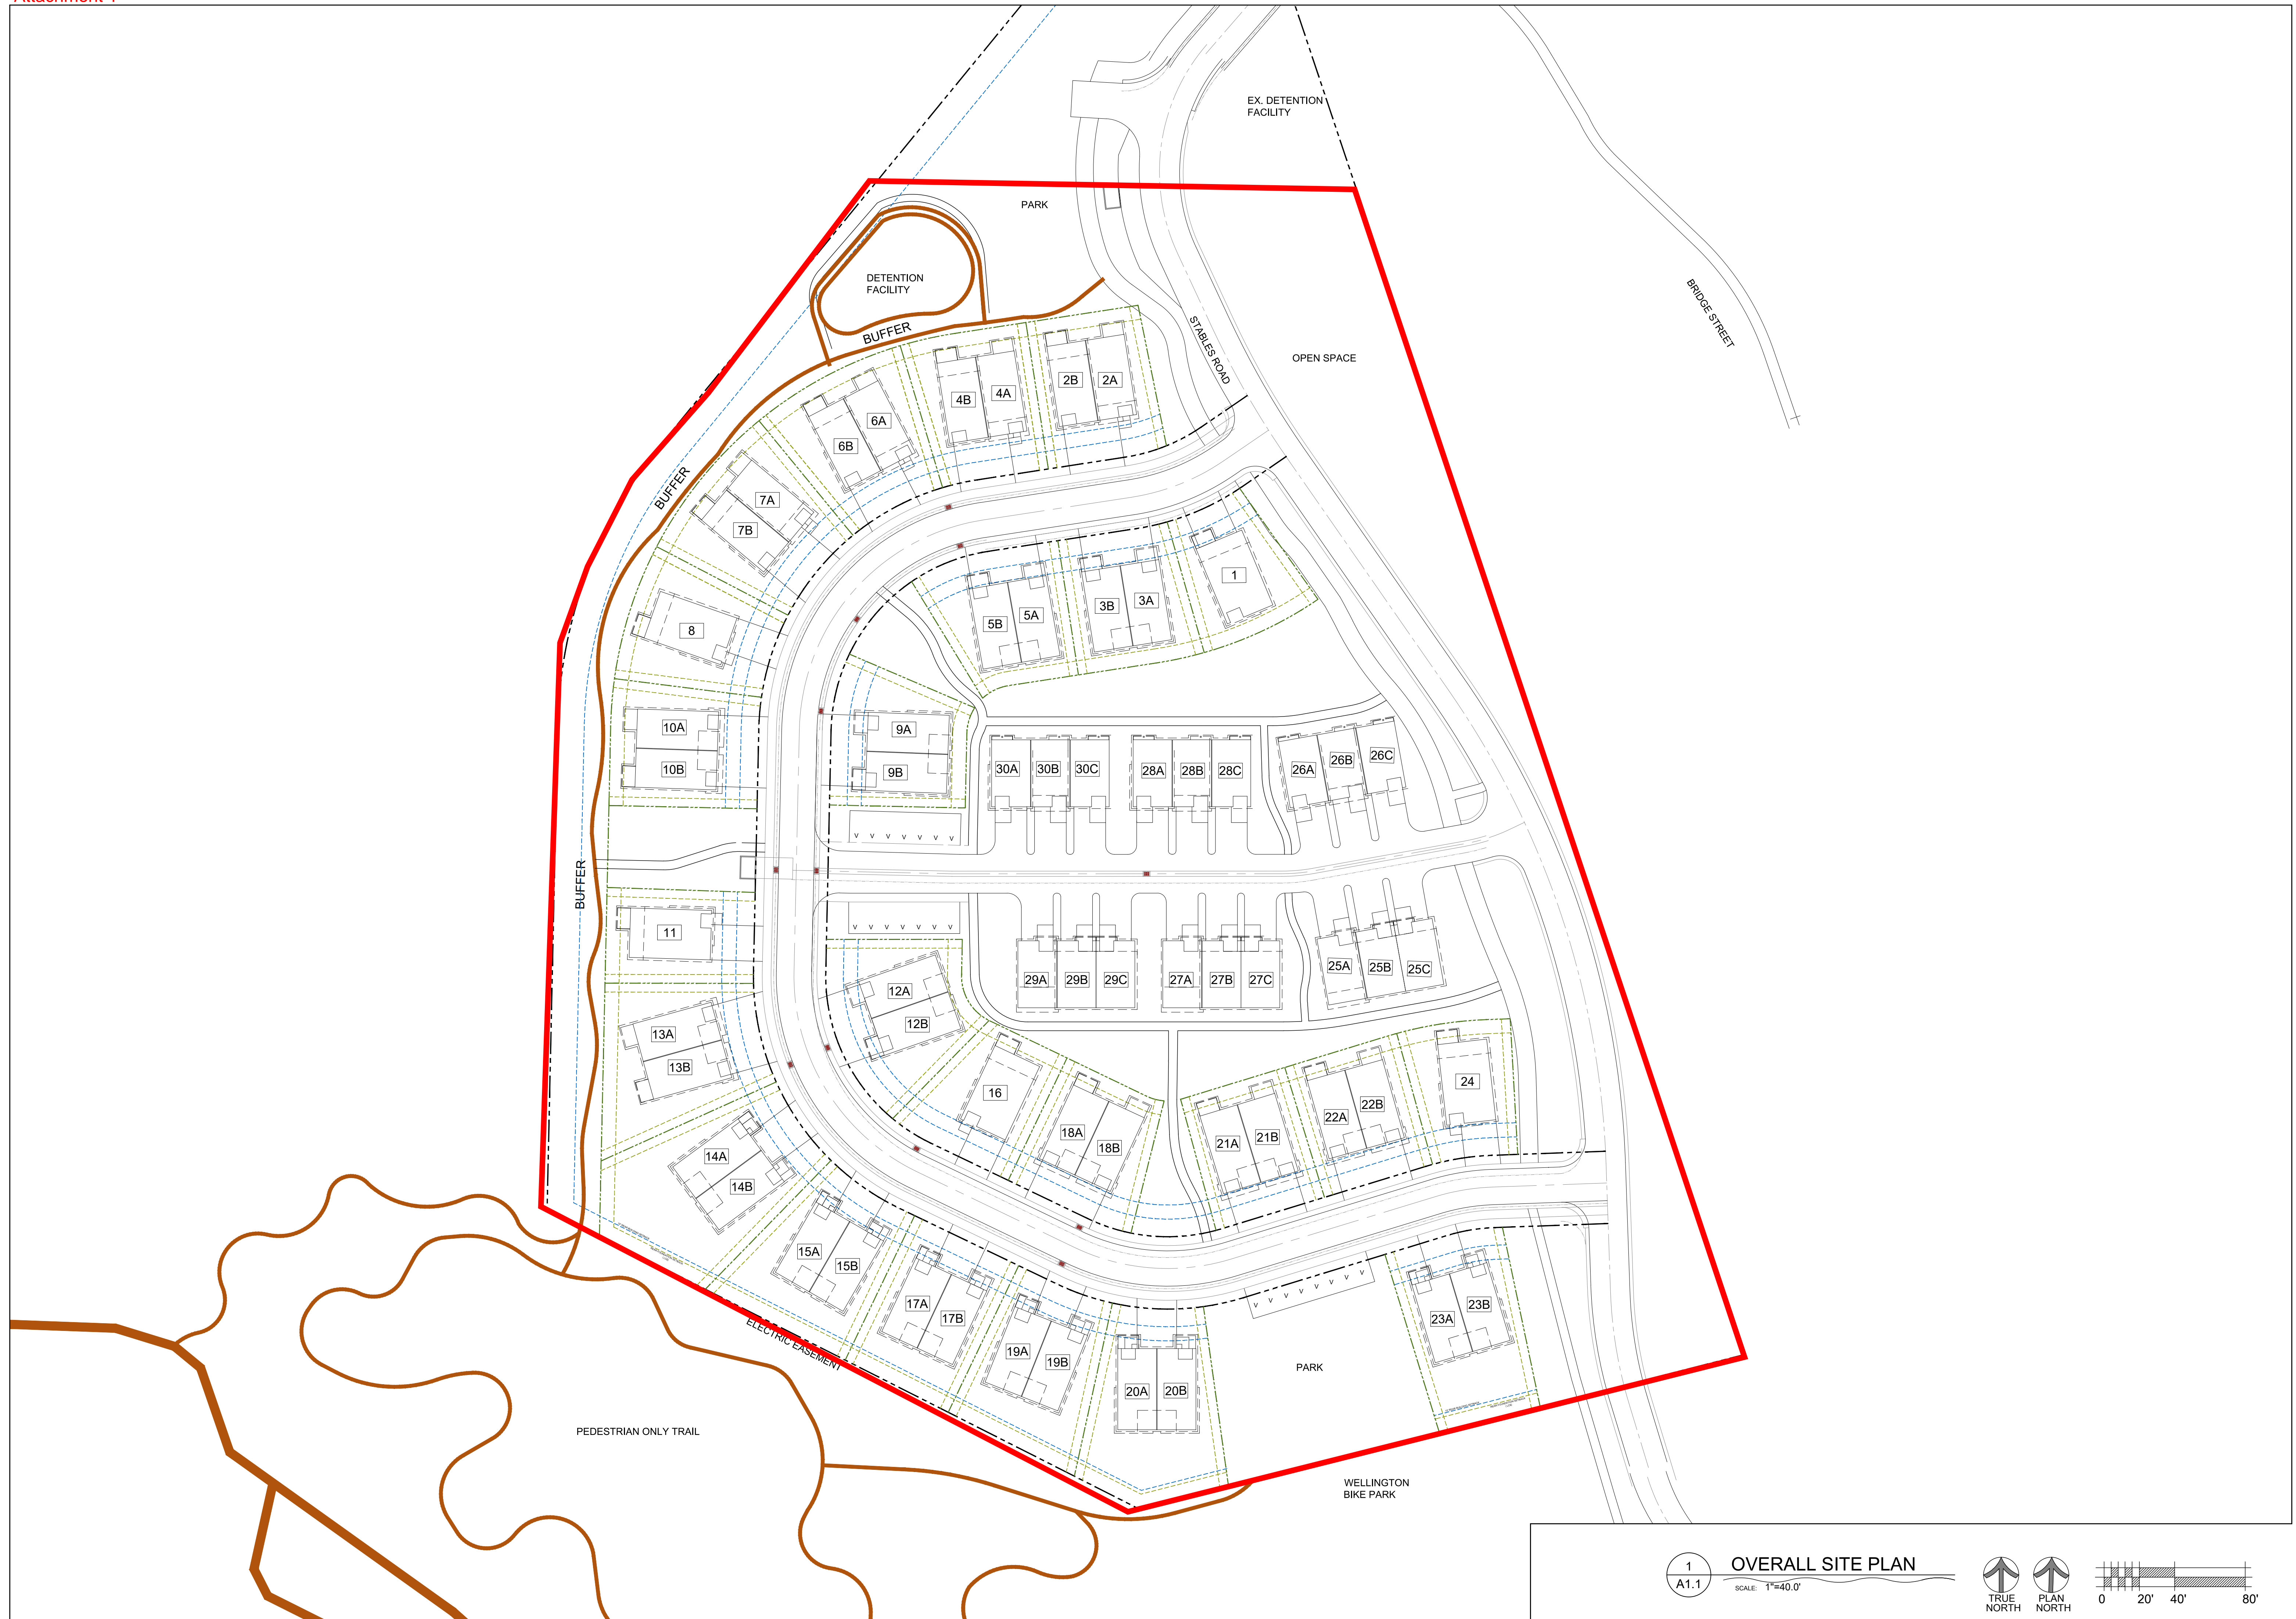 EX. DETENTION
FACILITY
PARK
DETENTION
FACILITY
BUFFER
STABLES ROAD
BRIDGE STREET
OPEN SPACE
2B
2A
4B
4A
6A
6B
BUFFER
7A
7B
8
1
3A
3B
5A
5B
10A
10B
9A
9B
30A
30B
30C
28A
28B
28C
26A
26B
26C
V V V V V V V
BUFFER
11
V V V V V V V
29A
29B
29C
27A
27B
27C
25A
25B
25C
12A
12B
13A
13B
16
18A
18B
21A
21B
22A
22B
24
14A
14B
15A
15B
17A
17B
19A
19B
20A
20B
V V V V V V V
23A
23B
ELECTRIC EASEMENT
PARK
PEDESTRIAN ONLY TRAIL
WELLINGTON
BIKE PARK
1
A1.1
OVERALL SITE PLAN
SCALE: 1"=40.0'
TRUE
NORTH
PLAN
NORTH
0 20' 40' 80'